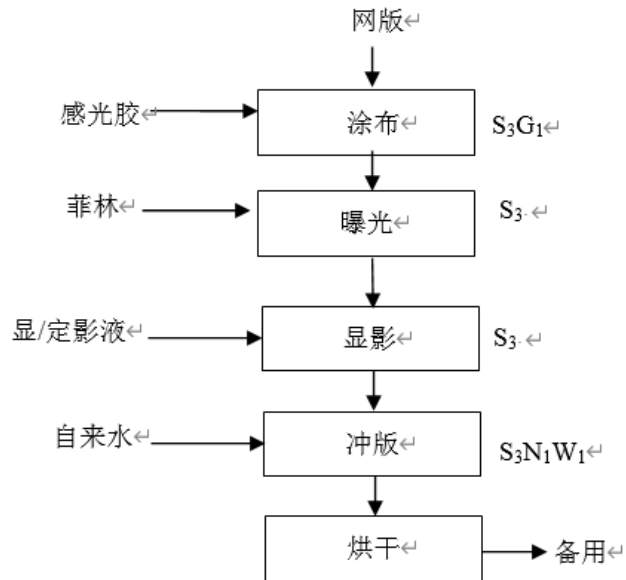 网版↵
感光胶↵ 涂布↵ S₃G₁↵
菲林↵ 曝光↵ S₃.↵
显/定影液↵ 显影↵ S₃.↵
自来水↵ 冲版↵ S₃N₁W₁↵
烘干↵ 备用↵